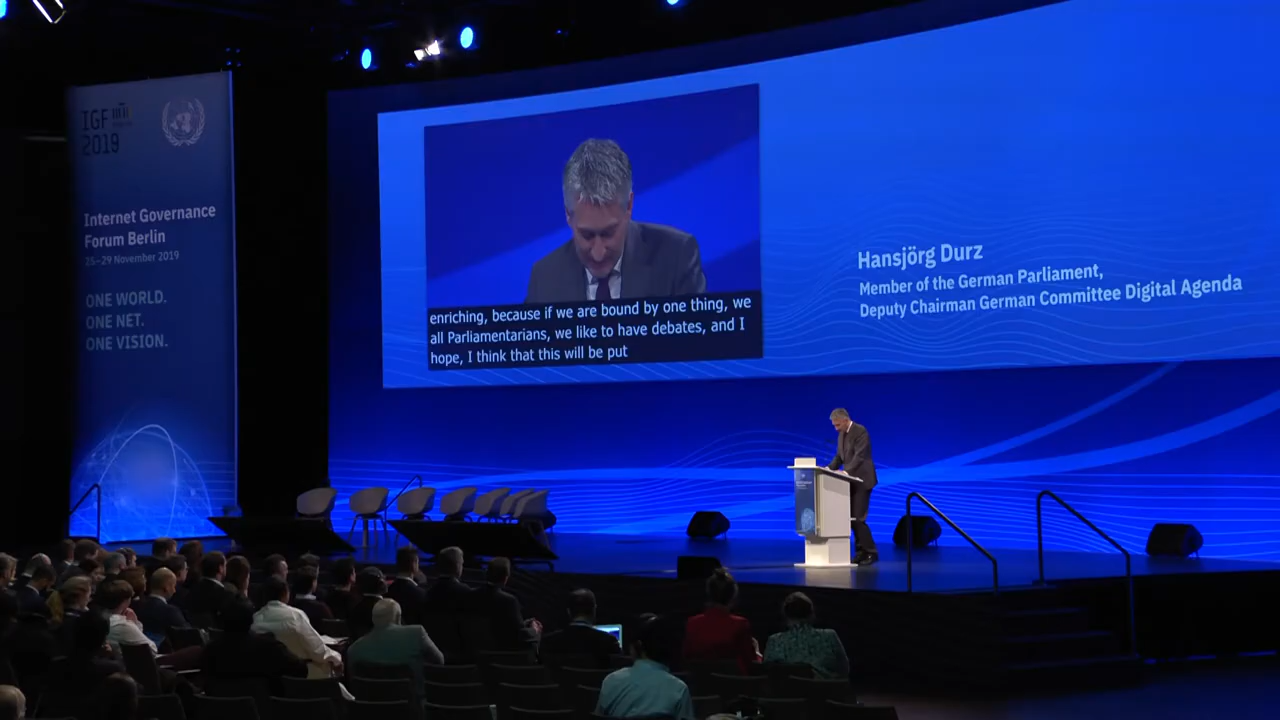 IGF
2019
Internet Governance
Forum Berlin
25–29 November 2019
ONE WORLD.
ONE NET.
ONE VISION.
enriching, because if we are bound by one thing, we
all Parliamentarians, we like to have debates, and I
hope, I think that this will be put
Hansjörg Durz
Member of the German Parliament,
Deputy Chairman German Committee Digital Agenda